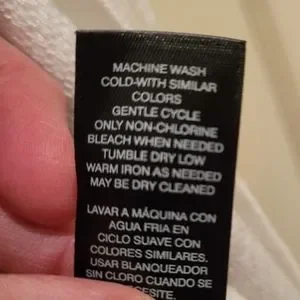 MACHINE WASH
COLD-WITH SIMILAR
COLORS
GENTLE CYCLE
ONLY NON-CHLORINE
BLEACH WHEN NEEDED
TUMBLE DRY LOW
WARM IRON AS NEEDED
MAY BE DRY CLEANED
LAVAR A MÁQUINA CON
AGUA FRIA EN
CICLO SUAVE CON
COLORES SIMILARES.
USAR BLANQUEADOR
SIN CLORO CUANDO SE